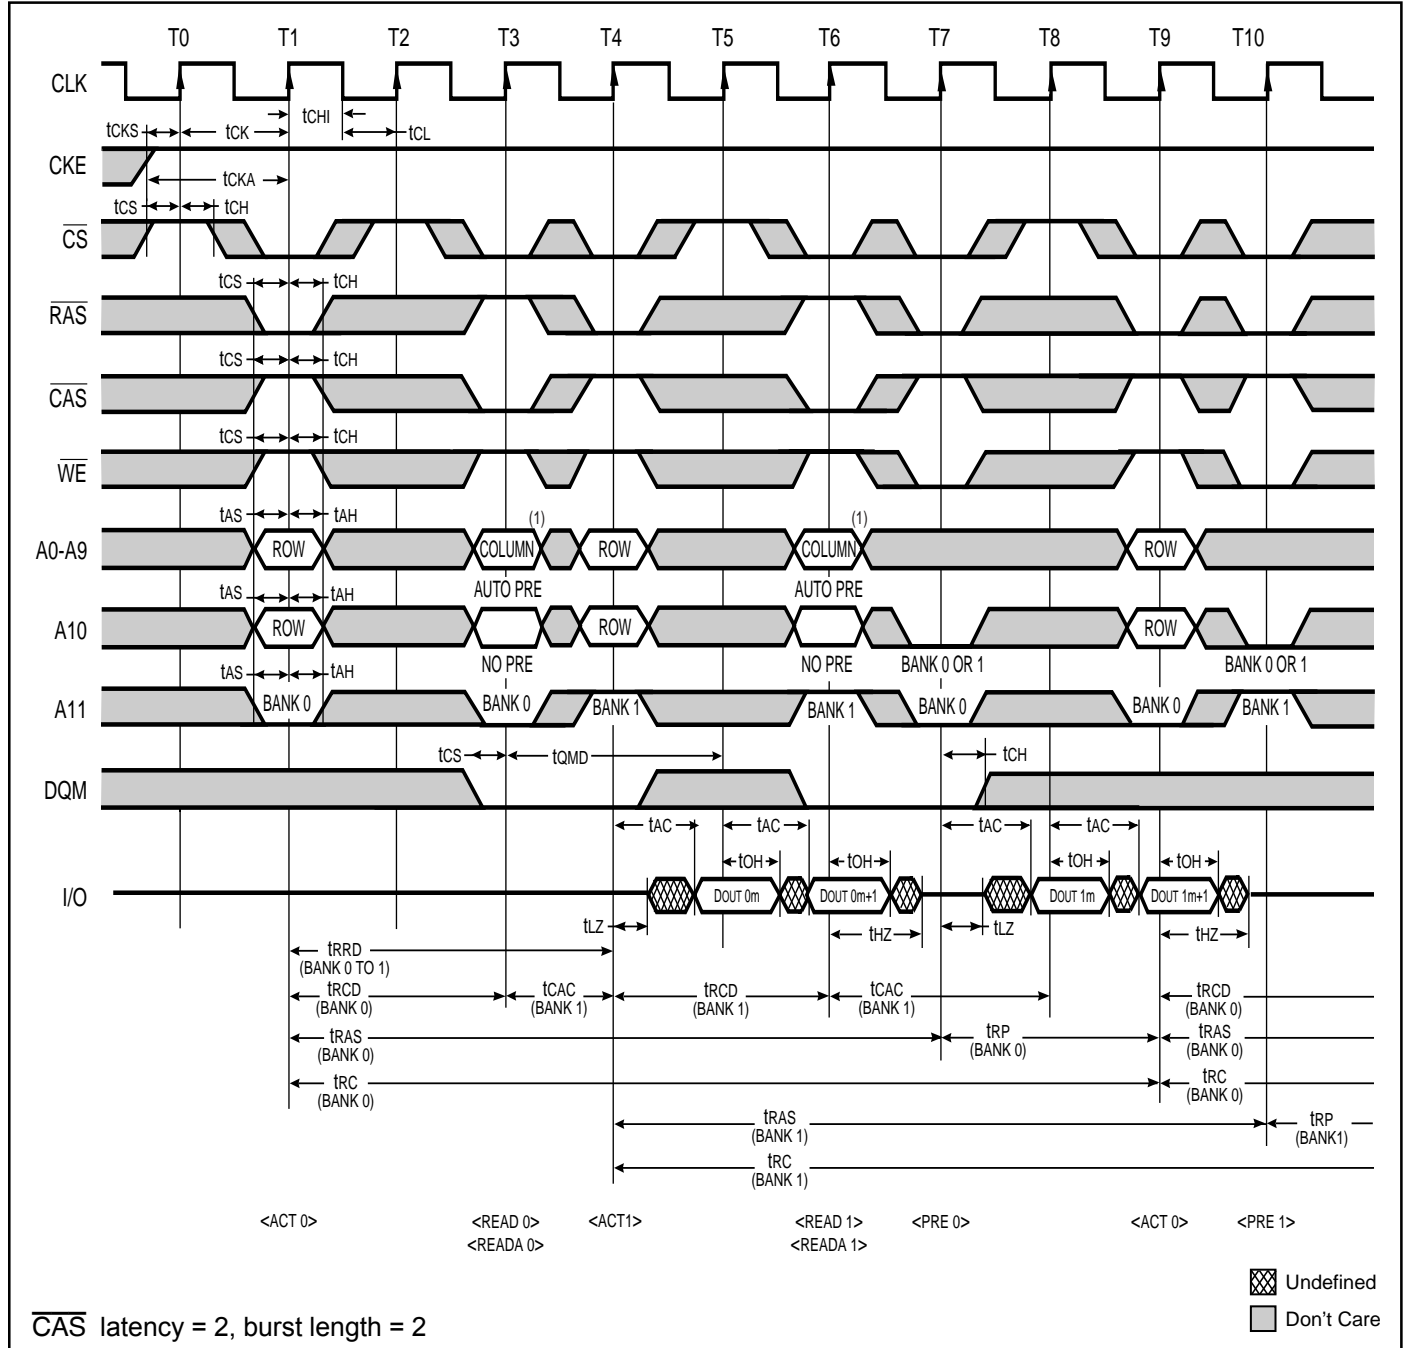 T0 T1 T2 T3 T4 T5 T6 T7 T8 T9 T10
CLK
tCHI
tCKS tCK tCL
CKE
tCKA
tCS tCH
CS
tCS tCH
RAS
tCS tCH
CAS
tCS tCH
WE
tAS tAH (1) (1)
A0-A9 ROW COLUMN ROW COLUMN ROW
AUTO PRE AUTO PRE
tAS tAH
A10 ROW ROW ROW
NO PRE NO PRE BANK 0 OR 1 BANK 0 OR 1
tAS tAH
A11 BANK 0 BANK 0 BANK 1 BANK 1 BANK 0 BANK 0 BANK 1
tCS tQMD tCH
DQM
tAC tAC tAC tAC
tOH tOH tOH tOH
I/O DOUT 0m DOUT 0m+1 DOUT 1m DOUT 1m+1
tLZ tHZ tLZ tHZ
tRRD
(BANK 0 TO 1)
tRCD tCAC tRCD tCAC tRCD
(BANK 0) (BANK 1) (BANK 1) (BANK 1) (BANK 0)
tRAS tRP tRAS
(BANK 0) (BANK 0) (BANK 0)
tRC tRC
(BANK 0) (BANK 0)
tRAS tRP
(BANK 1) (BANK1)
tRC
(BANK 1)
<ACT 0> <READ 0> <ACT1> <READ 1> <PRE 0> <ACT 0> <PRE 1>
<READA 0> <READA 1>
Undefined
Don't Care
CAS latency = 2, burst length = 2